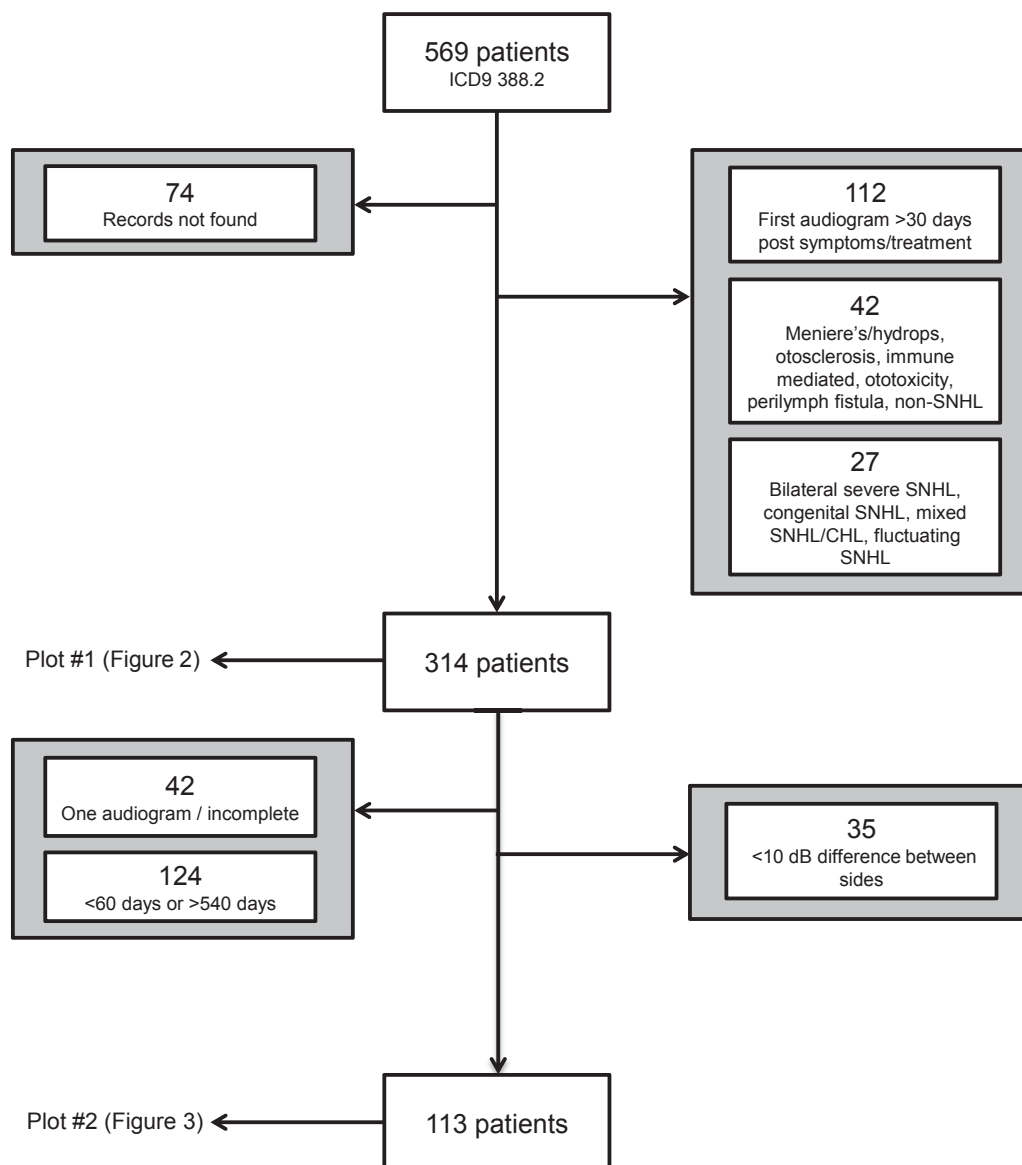 569 patients
ICD9 388.2
74
Records not found
112
First audiogram >30 days
post symptoms/treatment
42
Meniere's/hydrops,
otosclerosis, immune
mediated, ototoxicity,
perilymph fistula, non-SNHL
27
Bilateral severe SNHL,
congenital SNHL, mixed
SNHL/CHL, fluctuating
SNHL
Plot #1 (Figure 2)
314 patients
42
One audiogram / incomplete
124
<60 days or >540 days
35
<10 dB difference between
sides
Plot #2 (Figure 3)
113 patients